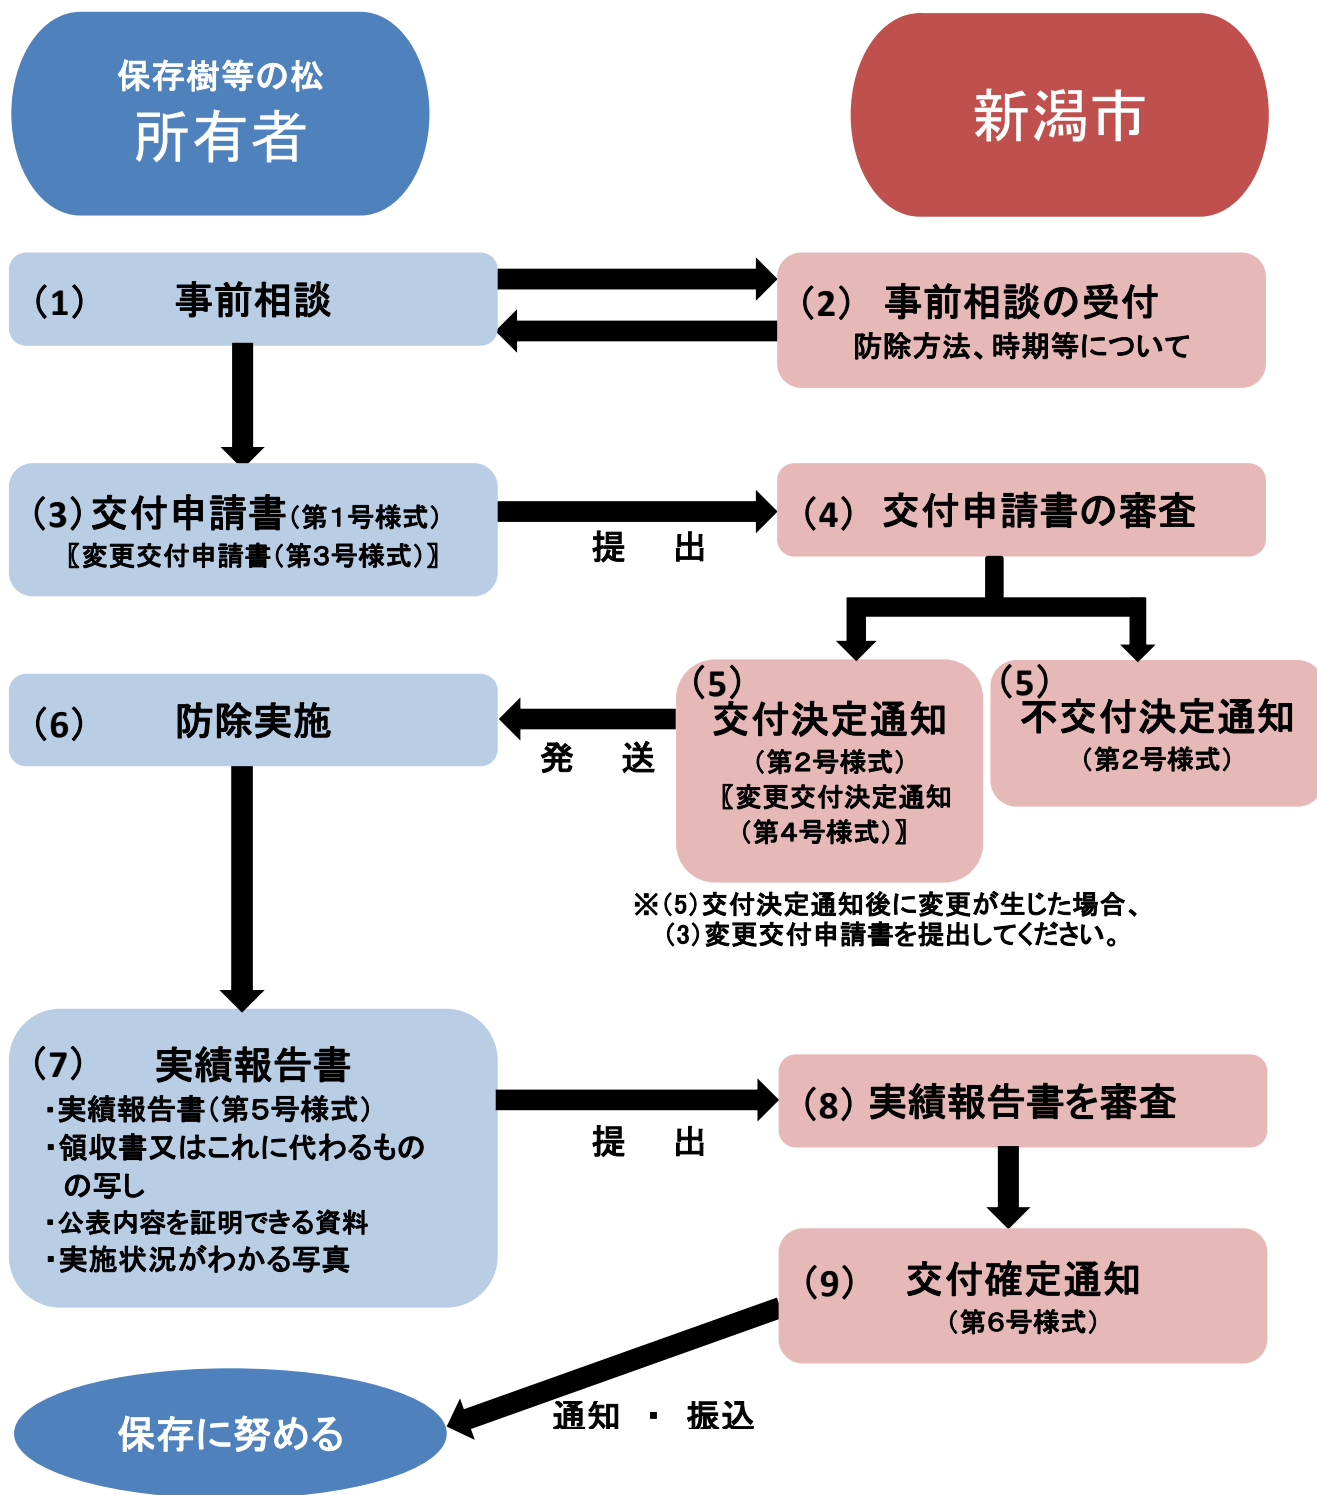 保存樹等の松
所有者
新潟市
(1) 事前相談
(2) 事前相談の受付
防除方法、時期等について
(3)交付申請書(第1号様式)
〖変更交付申請書(第3号様式)〗
提 出
(4) 交付申請書の審査
(5)
交付決定通知
(第2号様式)
〖変更交付決定通知
(第4号様式)〗
(5)
不交付決定通知
(第2号様式)
発 送
(6) 防除実施
※(5)交付決定通知後に変更が生じた場合、
(3)変更交付申請書を提出してください。
(7) 実績報告書
・実績報告書(第5号様式)
・領収書又はこれに代わるもの
の写し
・公表内容を証明できる資料
・実施状況がわかる写真
提 出
(8)実績報告書を審査
(9) 交付確定通知
(第6号様式)
通知 ・ 振込
保存に努める